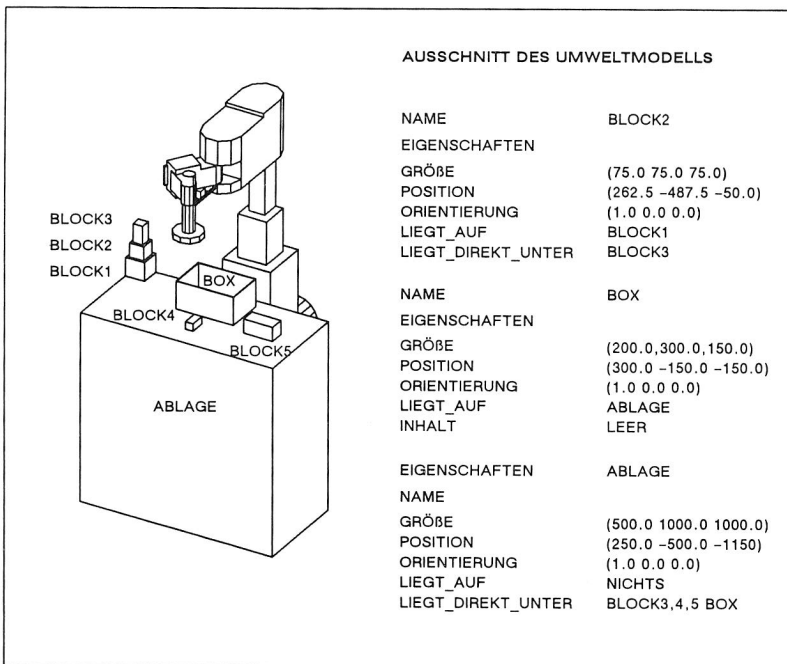 AUSSCHNITT DES UMWELTMODELLS
NAME BLOCK2
EIGENSCHAFTEN
GRÖßE (75.0 75.0 75.0)
POSITION (262.5 -487.5 -50.0)
ORIENTIERUNG (1.0 0.0 0.0)
LIEGT_AUF BLOCK1
LIEGT_DIREKT_UNTER BLOCK3
NAME BOX
EIGENSCHAFTEN
GRÖßE (200.0,300.0,150.0)
POSITION (300.0 -150.0 -150.0)
ORIENTIERUNG (1.0 0.0 0.0)
LIEGT_AUF ABLAGE
INHALT LEER
EIGENSCHAFTEN ABLAGE
NAME
GRÖßE (500.0 1000.0 1000.0)
POSITION (250.0 -500.0 -1150)
ORIENTIERUNG (1.0 0.0 0.0)
LIEGT_AUF NICHTS
LIEGT_DIREKT_UNTER BLOCK3,4,5 BOX
BLOCK3
BLOCK2
BLOCK1
BOX
BLOCK4
BLOCK5
ABLAGE